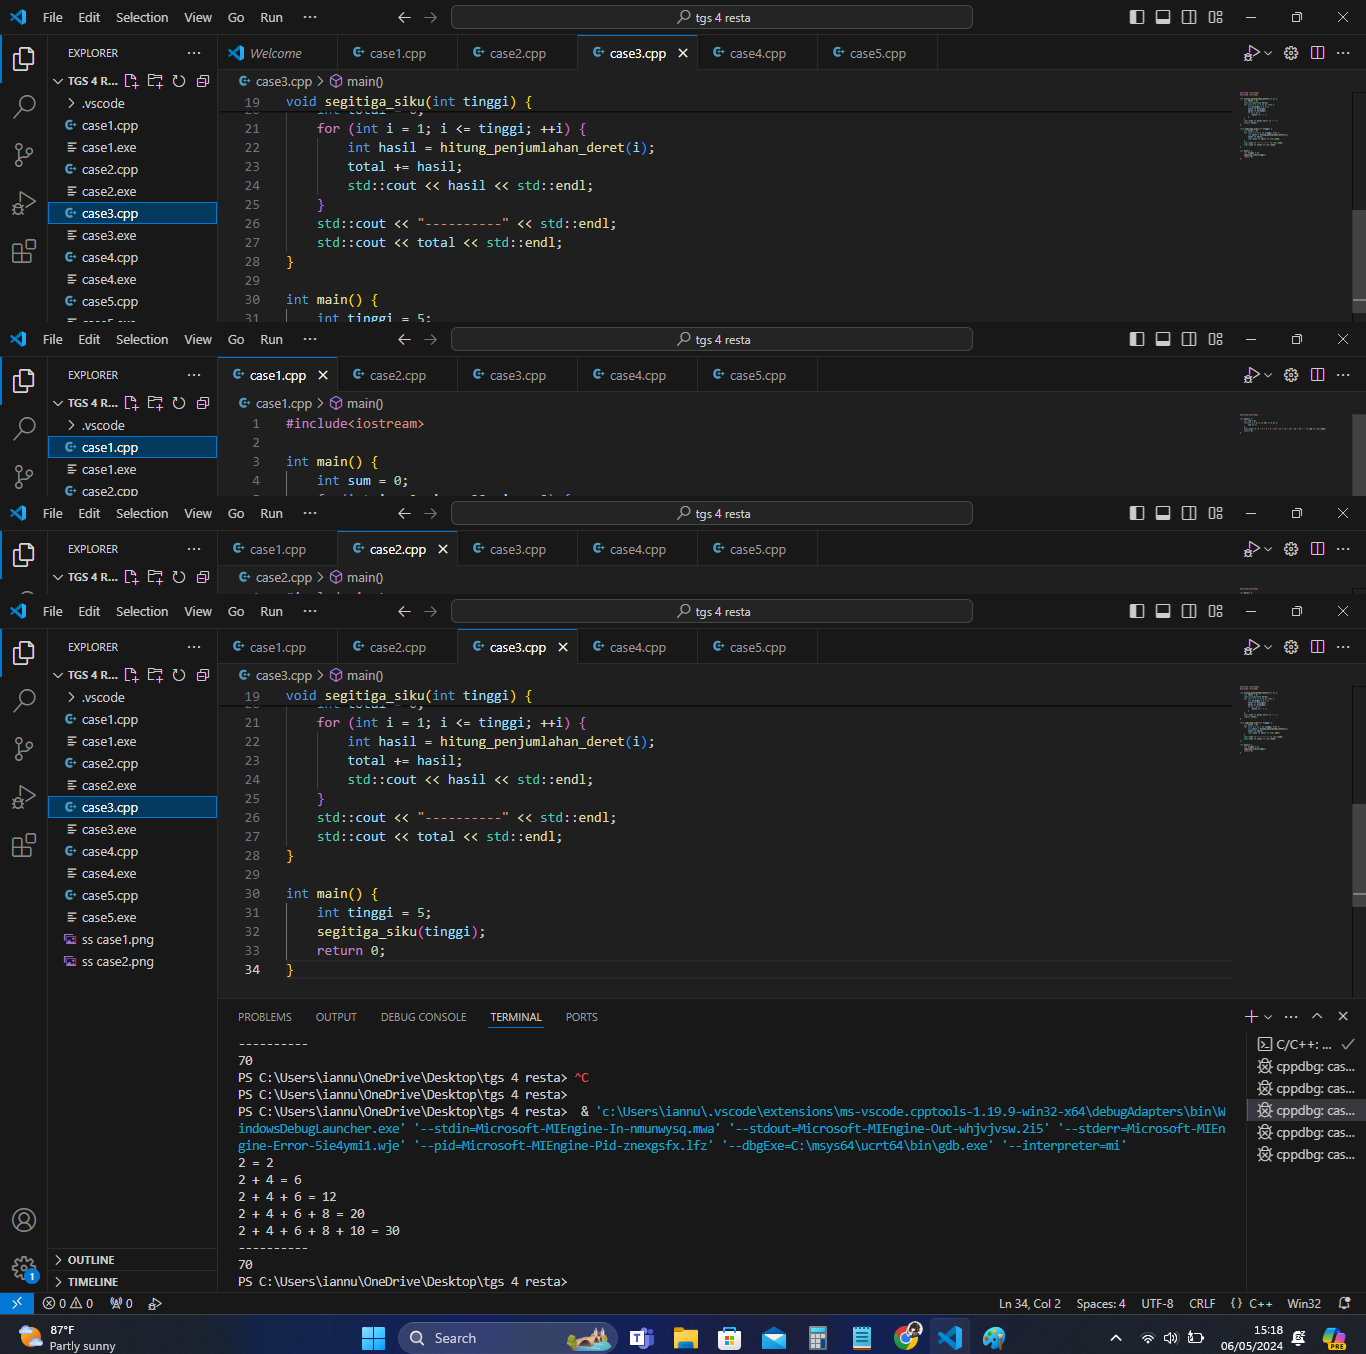 File Edit Selection View Go Run ··· tgs 4 resta
EXPLORER ···
Welcome case1.cpp case2.cpp case3.cpp case4.cpp case5.cpp
TGS 4 R...
case3.cpp > main()
.vscode
case1.cpp
case1.exe
case2.cpp
case2.exe
case3.cpp
case3.exe
case4.cpp
case4.exe
case5.cpp
case5.exe
19 void segitiga_siku(int tinggi) {
20 int total = 0;
21 for (int i = 1; i <= tinggi; ++i) {
22 int hasil = hitung_penjumlahan_deret(i);
23 total += hasil;
24 std::cout << hasil << std::endl;
25 }
26 std::cout << "----------" << std::endl;
27 std::cout << total << std::endl;
28 }
29
30 int main() {
31 int tinggi = 5;
File Edit Selection View Go Run ··· tgs 4 resta
EXPLORER ···
case1.cpp case2.cpp case3.cpp case4.cpp case5.cpp
TGS 4 R...
case1.cpp > main()
.vscode
case1.cpp
case1.exe
case2.cpp
1 #include<iostream>
2
3 int main() {
4 int sum = 0;
File Edit Selection View Go Run ··· tgs 4 resta
EXPLORER ···
case1.cpp case2.cpp case3.cpp case4.cpp case5.cpp
TGS 4 R...
case2.cpp > main()
File Edit Selection View Go Run ··· tgs 4 resta
EXPLORER ···
case1.cpp case2.cpp case3.cpp case4.cpp case5.cpp
TGS 4 R...
case3.cpp > main()
.vscode
case1.cpp
case1.exe
case2.cpp
case2.exe
case3.cpp
case3.exe
case4.cpp
case4.exe
case5.cpp
case5.exe
ss case1.png
ss case2.png
19 void segitiga_siku(int tinggi) {
20 int total = 0;
21 for (int i = 1; i <= tinggi; ++i) {
22 int hasil = hitung_penjumlahan_deret(i);
23 total += hasil;
24 std::cout << hasil << std::endl;
25 }
26 std::cout << "----------" << std::endl;
27 std::cout << total << std::endl;
28 }
29
30 int main() {
31 int tinggi = 5;
32 segitiga_siku(tinggi);
33 return 0;
34 }
PROBLEMS OUTPUT DEBUG CONSOLE TERMINAL PORTS
----------
70
PS C:\Users\iannu\OneDrive\Desktop\tgs 4 resta> ^C
PS C:\Users\iannu\OneDrive\Desktop\tgs 4 resta>
PS C:\Users\iannu\OneDrive\Desktop\tgs 4 resta>  & 'c:\Users\iannu\.vscode\extensions\ms-vscode.cpptools-1.19.9-win32-x64\debugAdapters\bin\W
indowsDebugLauncher.exe' '--stdin=Microsoft-MIEngine-In-nmunwysq.mwa' '--stdout=Microsoft-MIEngine-Out-whjvjvsw.2i5' '--stderr=Microsoft-MIEn
gine-Error-5ie4ymi1.wje' '--pid=Microsoft-MIEngine-Pid-znexgsfx.lfz' '--dbgExe=C:\msys64\ucrt64\bin\gdb.exe' '--interpreter=mi'
2 = 2
2 + 4 = 6
2 + 4 + 6 = 12
2 + 4 + 6 + 8 = 20
2 + 4 + 6 + 8 + 10 = 30
----------
70
PS C:\Users\iannu\OneDrive\Desktop\tgs 4 resta>
C/C++: ...
cppdbg: cas...
cppdbg: cas...
cppdbg: cas...
cppdbg: cas...
cppdbg: cas...
OUTLINE
TIMELINE
1
0 0 0 Ln 34, Col 2 Spaces: 4 UTF-8 CRLF {} C++ Win32
87°F
Partly sunny
Search
PRE
15:18
06/05/2024